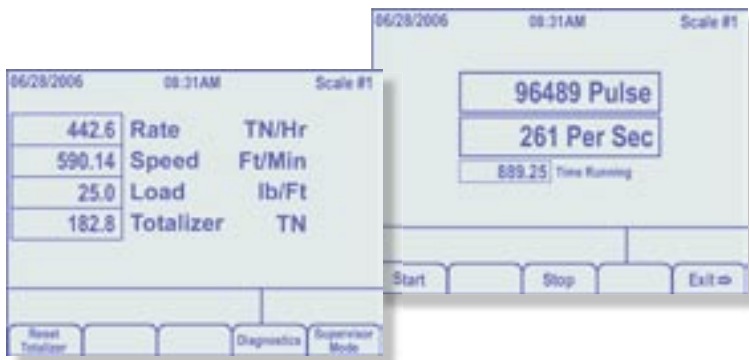 06/28/2006 08:31AM Scale #1
442.6 Rate TN/Hr
590.14 Speed Ft/Min
25.0 Load lb/Ft
182.8 Totalizer TN
Reset Totalizer Diagnostics Supervisor Mode
06/28/2006 08:31AM Scale #1
96489 Pulse
261 Per Sec
889.25 Time Running
Start Stop Exit⇨